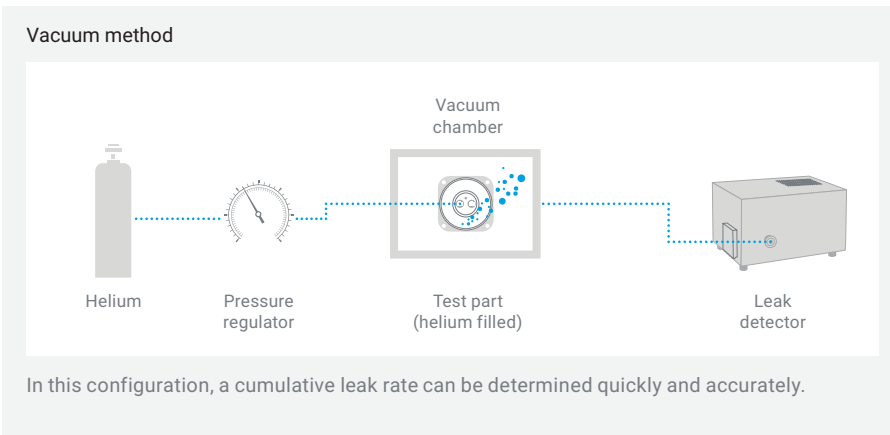 Vacuum method
Vacuum
chamber
Helium
Pressure
regulator
Test part
(helium filled)
Leak
detector
In this configuration, a cumulative leak rate can be determined quickly and accurately.